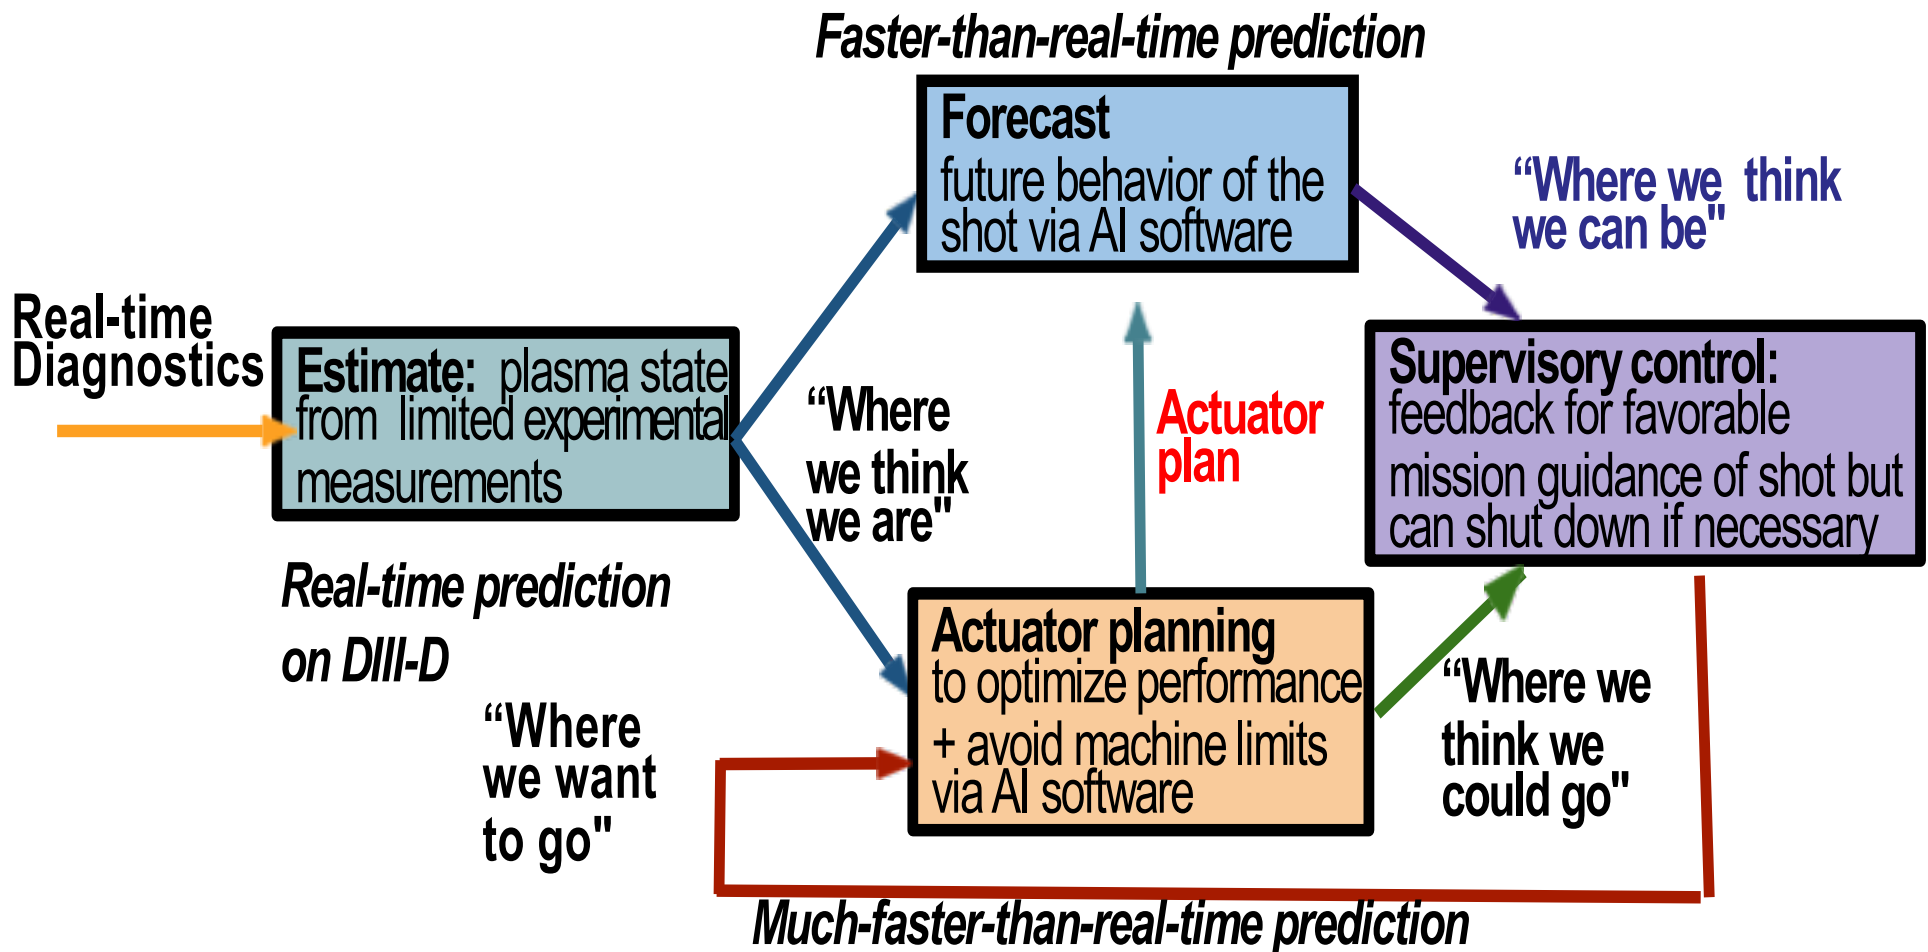 Faster-than-real-time prediction
Forecast
future behavior of the
shot via AI software
“Where we think
we can be"
Real-time
Diagnostics
Estimate: plasma state
from limited experimental
measurements
“Where
we think
we are"
Actuator
plan
Supervisory control:
feedback for favorable
mission guidance of shot but
can shut down if necessary
Real-time prediction
on DIII-D
“Where
we want
to go"
Actuator planning
to optimize performance
+ avoid machine limits
via AI software
“Where we
think we
could go"
Much-faster-than-real-time prediction